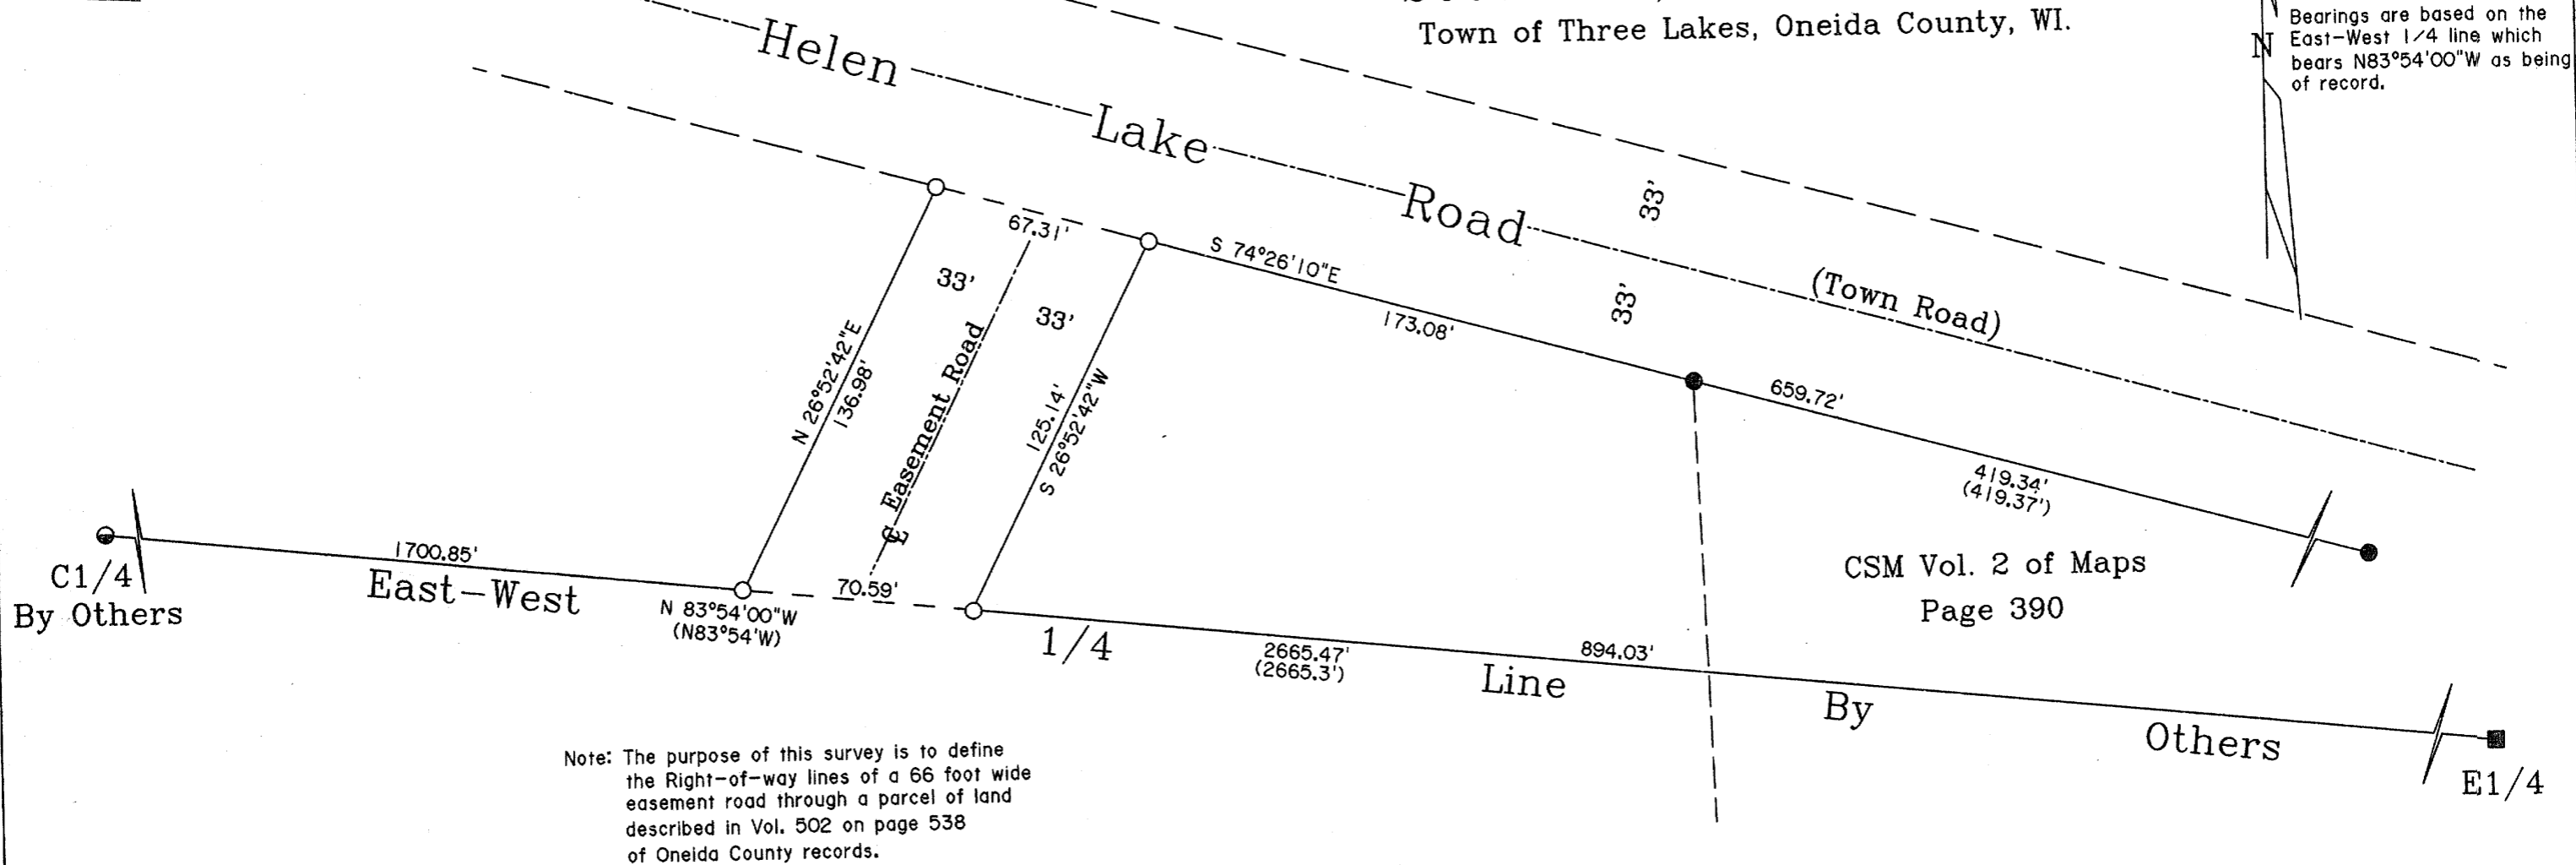 Town of Three Lakes, Oneida County, WI.
Bearings are based on the
East-West 1/4 line which
bears N83°54'00"W as being
of record.
N
Helen Lake Road
(Town Road)
33'
33'
67.31'
33'
33'
S 74°26'10"E
173.08'
659.72'
419.34'
(419.37')
N 26°52'42"E
136.98'
℄ Easement Road
125.14'
S 26°52'42"W
C1/4
By Others
1700.85'
East-West 1/4 Line By Others
N 83°54'00"W
(N83°54'W)
70.59'
2665.47'
(2665.3')
894.03'
CSM Vol. 2 of Maps
Page 390
E1/4
Note: The purpose of this survey is to define
the Right-of-way lines of a 66 foot wide
easement road through a parcel of land
described in Vol. 502 on page 538
of Oneida County records.